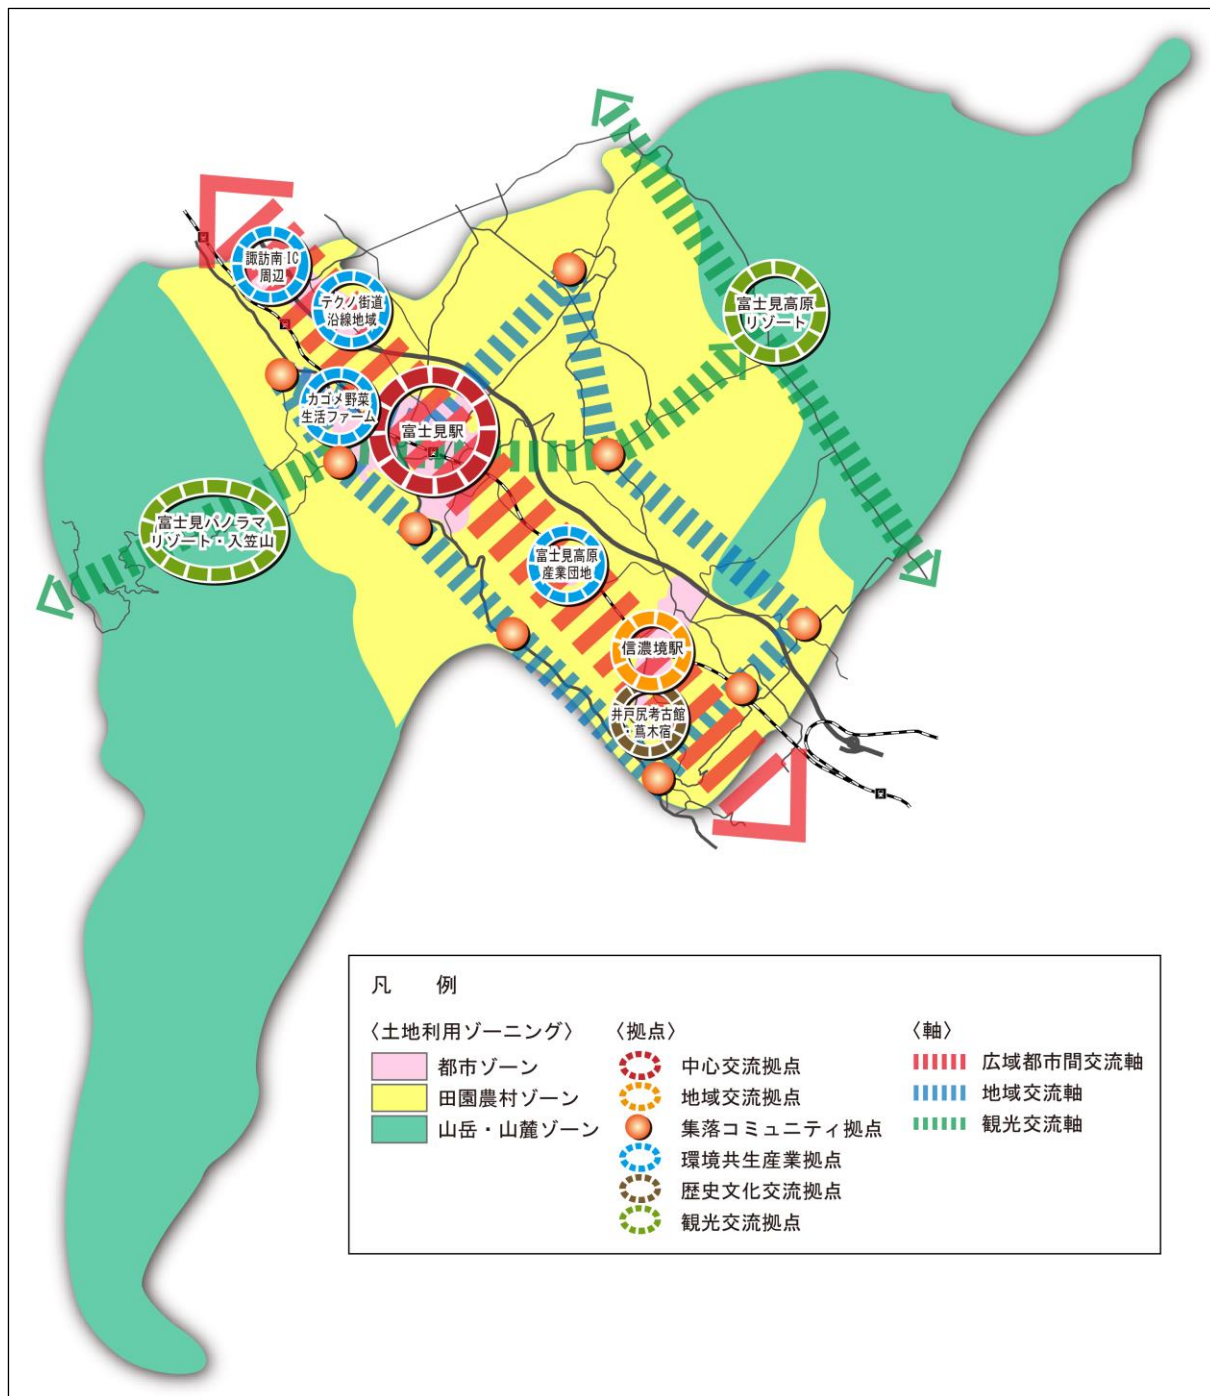 諏訪南 IC
周辺
テクノ街道
沿線地域
富士見高原
リゾート
カゴメ野菜
生活ファーム
富士見駅
富士見パノラマ
リゾート・入笠山
富士見高原
産業団地
信濃境駅
井戸尻考古館
・蔦木宿
凡　例
〈土地利用ゾーニング〉
都市ゾーン
田園農村ゾーン
山岳・山麓ゾーン
〈拠点〉
中心交流拠点
地域交流拠点
集落コミュニティ拠点
環境共生産業拠点
歴史文化交流拠点
観光交流拠点
〈軸〉
広域都市間交流軸
地域交流軸
観光交流軸